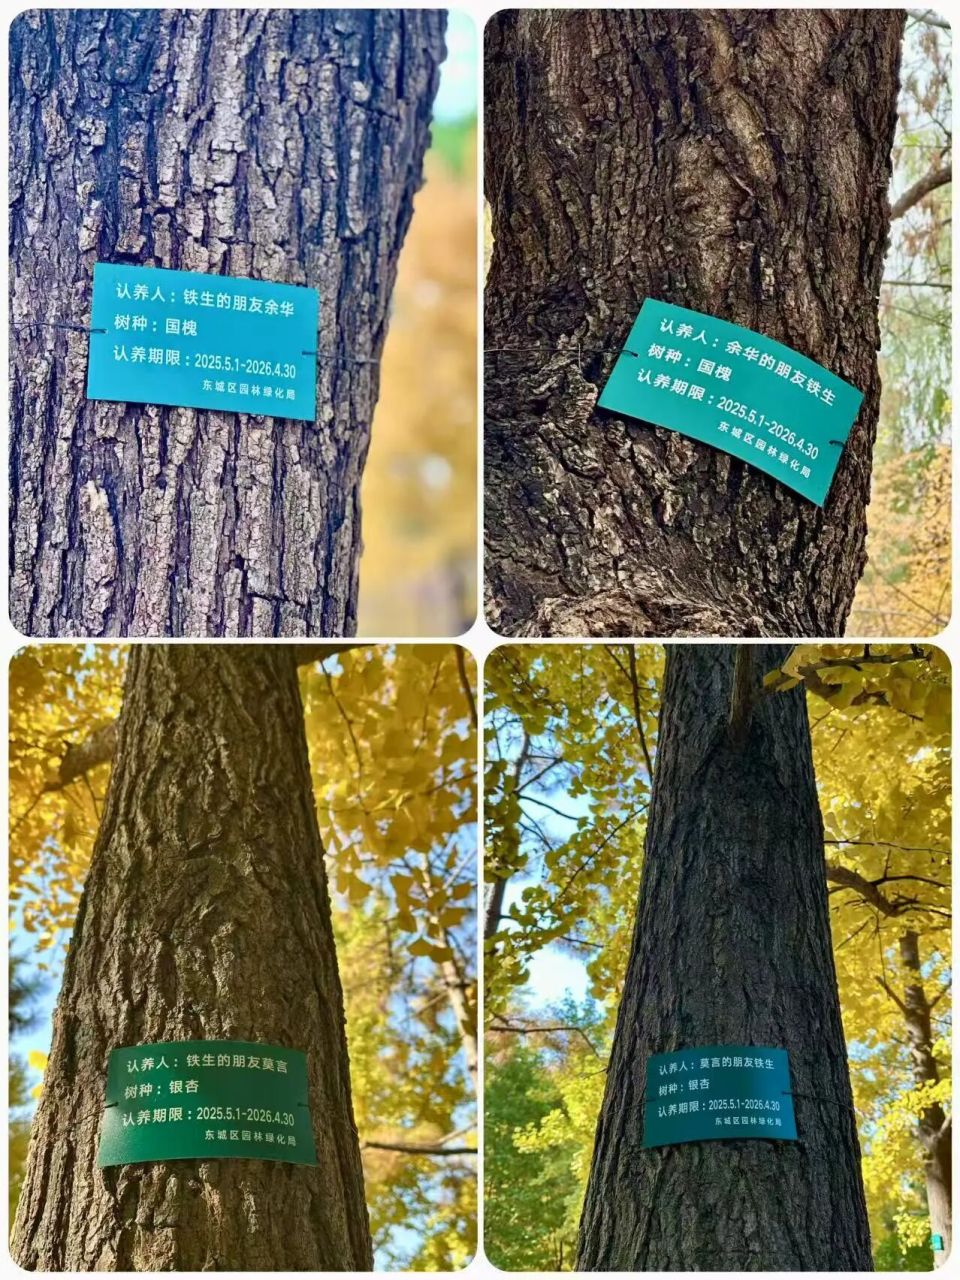 认养人：铁生的朋友余华
树种：国槐
认养期限：2025.5.1-2026.4.30
东城区园林绿化局
认养人：余华的朋友铁生
树种：国槐
认养期限：2025.5.1-2026.4.30
东城区园林绿化局
认养人：铁生的朋友莫言
树种：银杏
认养期限：2025.5.1-2026.4.30
东城区园林绿化局
认养人：莫言的朋友铁生
树种：银杏
认养期限：2025.5.1-2026.4.30
东城区园林绿化局